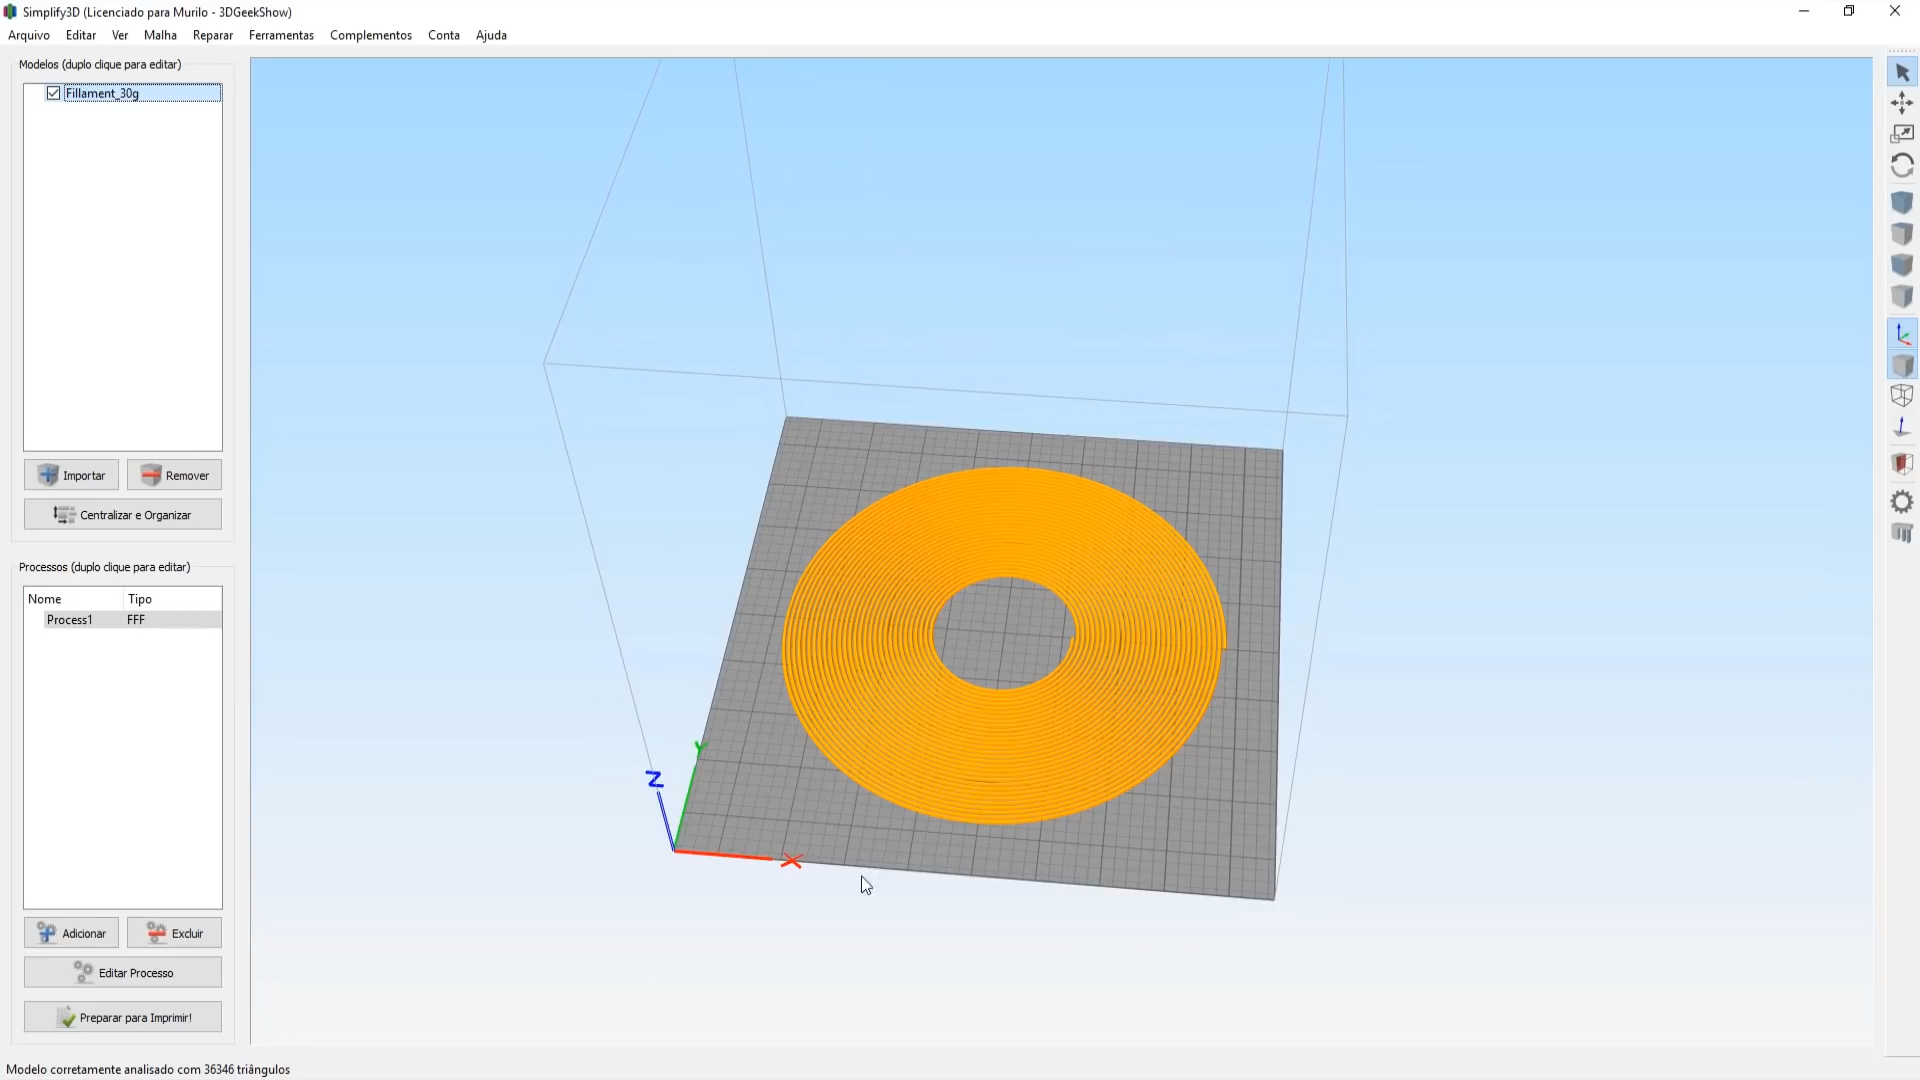 Simplify3D (Licenciado para Murilo - 3DGeekShow)
Arquivo Editar Ver Malha Reparar Ferramentas Complementos Conta Ajuda
Modelos (duplo clique para editar)
Fillament_30g
Importar Remover
Centralizar e Organizar
Processos (duplo clique para editar)
Nome Tipo
Process1 FFF
Adicionar Excluir
Editar Processo
Preparar para Imprimir!
Z
Y
X
Modelo corretamente analisado com 36346 triângulos